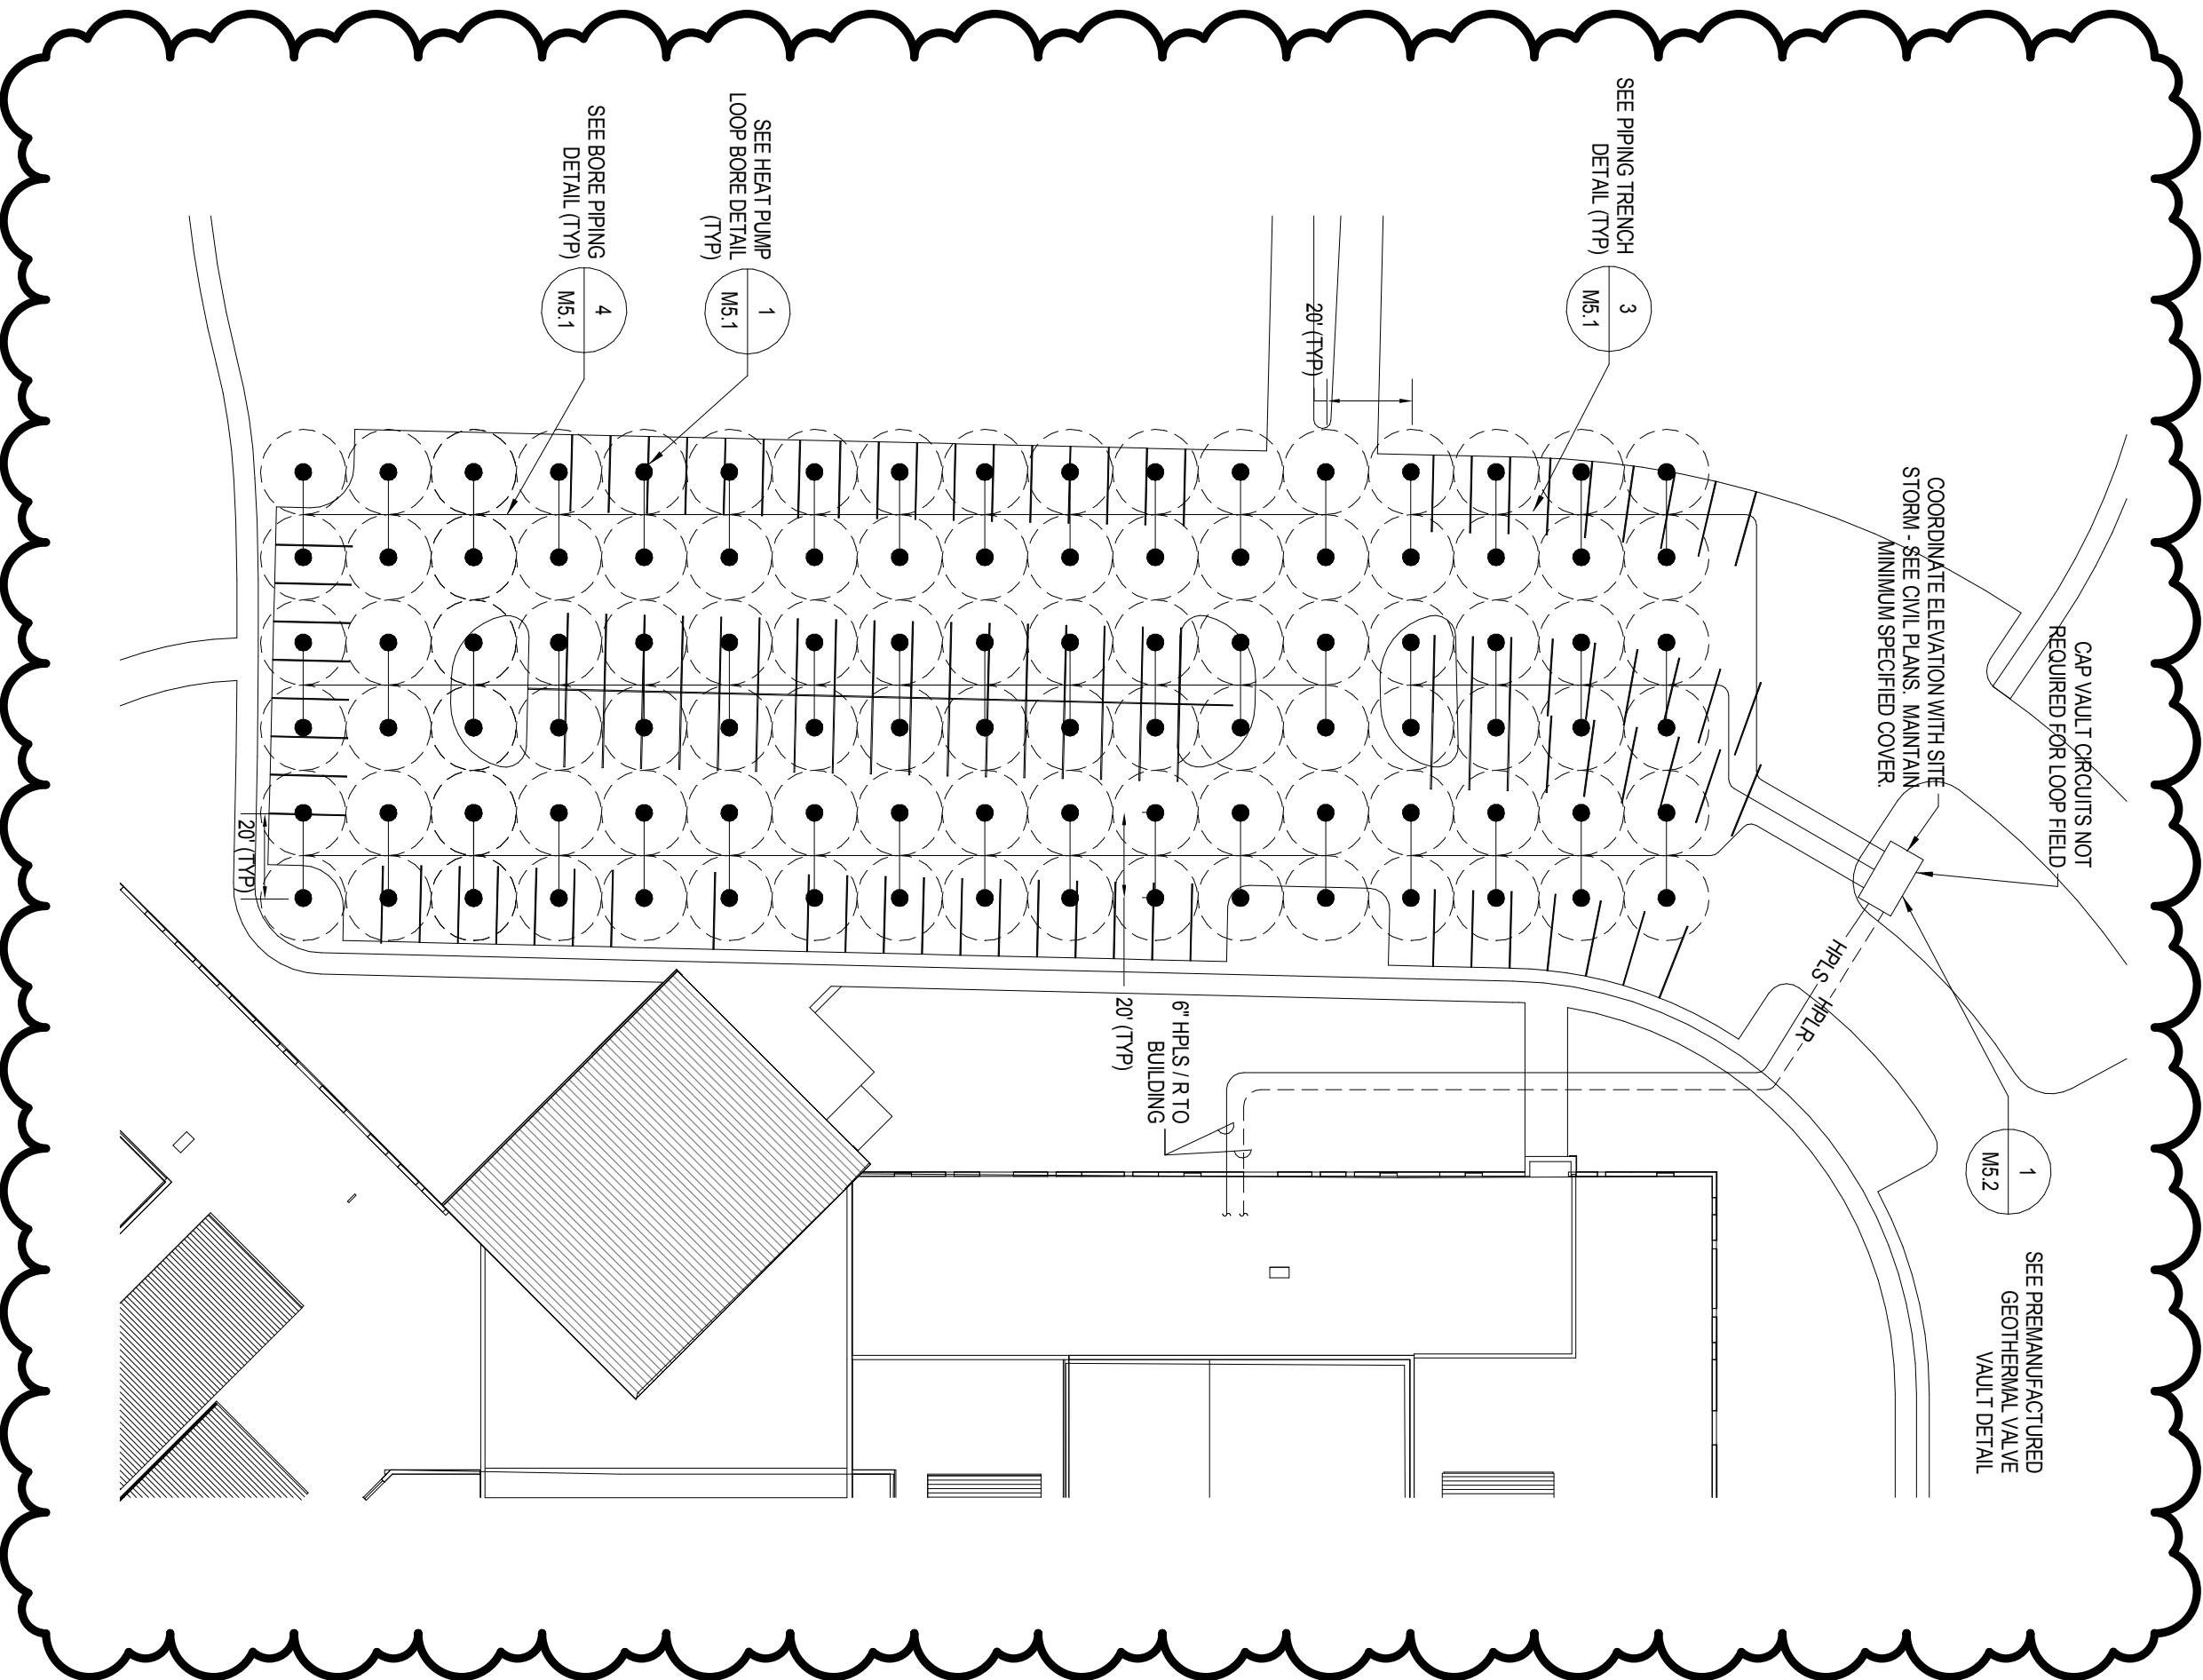 CAP VAULT CIRCUITS NOT
REQUIRED FOR LOOP FIELD
COORDINATE ELEVATION WITH SITE
STORM - SEE CIVIL PLANS.  MAINTAIN
MINIMUM SPECIFIED COVER.
1
M5.2
SEE PREMANUFACTURED
GEOTHERMAL VALVE
VAULT DETAIL
HPLS
HPLR
SEE PIPING TRENCH
DETAIL (TYP)
3
M5.1
20' (TYP)
6" HPLS / R TO
BUILDING
20' (TYP)
SEE HEAT PUMP
LOOP BORE DETAIL
(TYP)
1
M5.1
SEE BORE PIPING
DETAIL (TYP)
4
M5.1
20' (TYP)